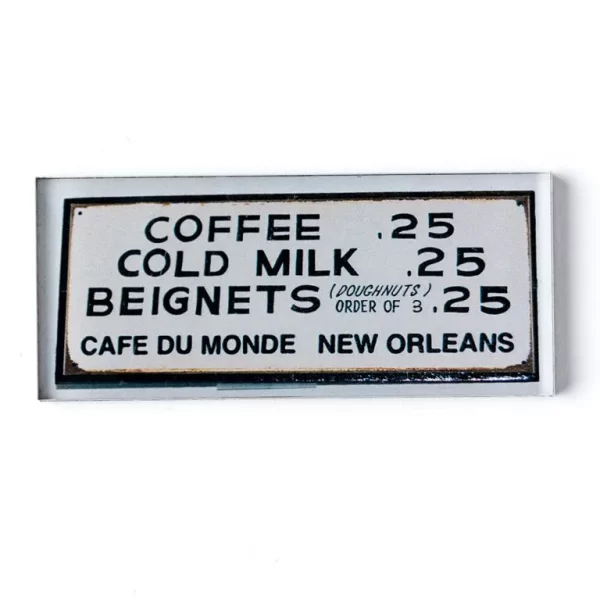 COFFEE .25
COLD MILK .25
BEIGNETS (DOUGHNUTS) ORDER OF 3 .25
CAFE DU MONDE NEW ORLEANS